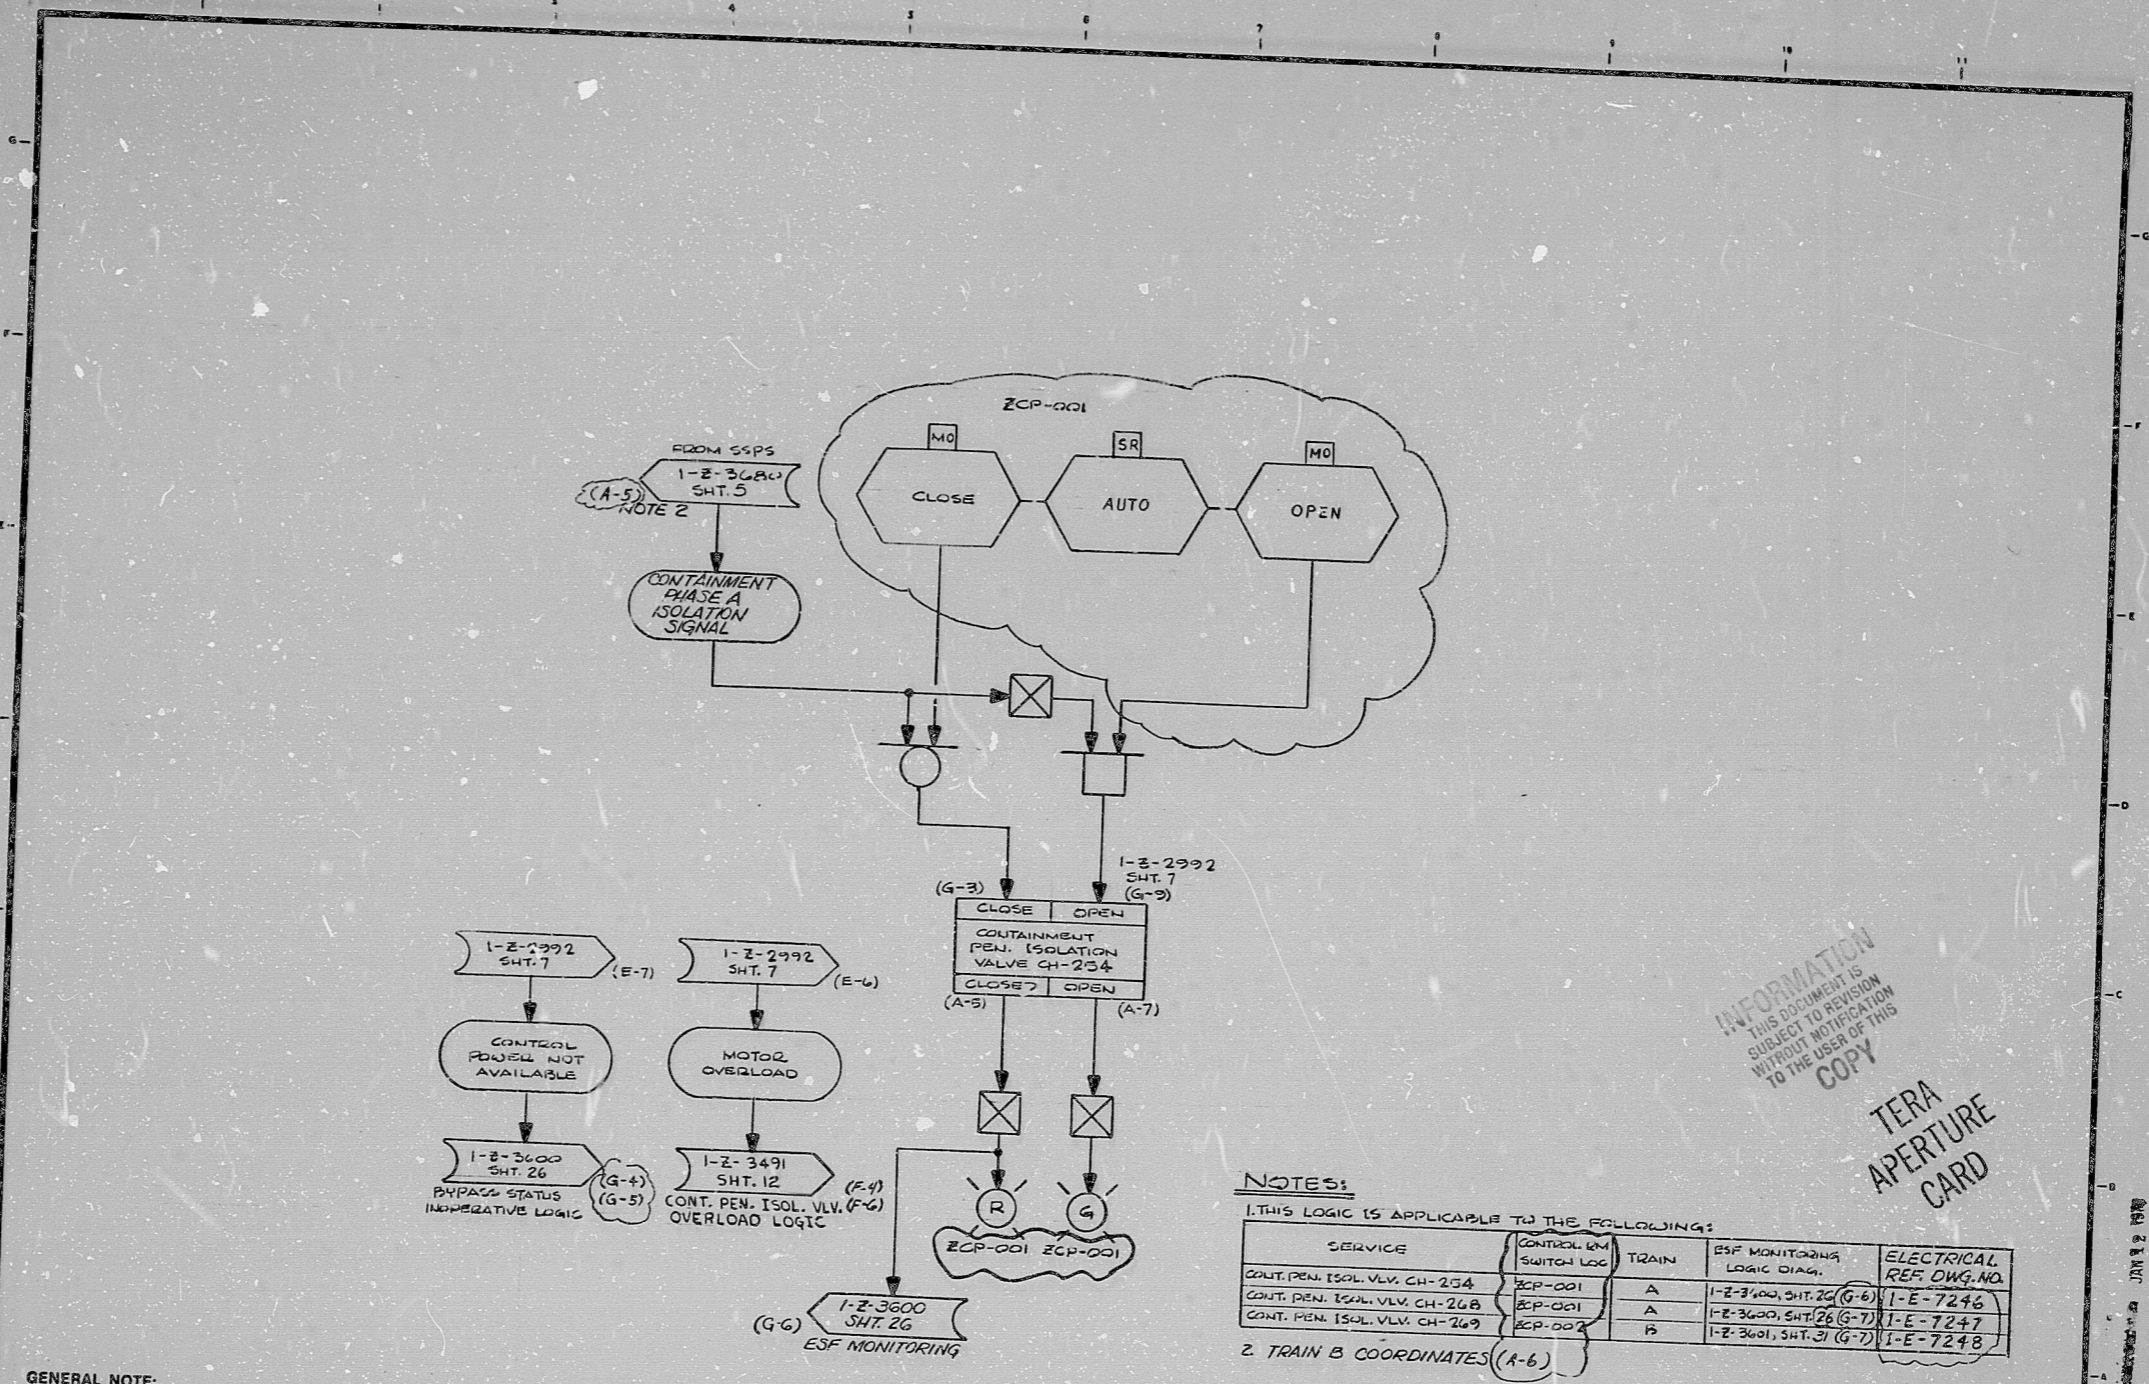 4
5
6
7
8
9
10
11
G
F
ZCP-001
MO
SR
MO
CLOSE
AUTO
OPEN
FROM SSPS
SHT. 5
(A-5)
NOTE 2
CONTAINMENT
PHASE A
ISOLATION
SIGNAL
1-Z-2992
SHT. 7
(G-3)
(G-9)
CLOSE
OPEN
CONTAINMENT
PEN. ISOLATION
VALVE CH-254
CLOSED
OPEN
(A-5)
(A-7)
1-Z-2992
SHT. 7
(E-7)
1-Z-2992
SHT. 7
(E-6)
CONTROL
POWER NOT
AVAILABLE
MOTOR
OVERLOAD
1-Z-3600
SHT. 26
(G-4)
(G-5)
BYPASS STATUS
INOPERATIVE LOGIC
1-Z-3491
SHT. 12
(F-4)
(F-6)
CONT. PEN. ISOL. VLV.
OVERLOAD LOGIC
R
G
ZCP-001 ZCP-001
1-Z-3600
SHT. 26
(G-6)
ESF MONITORING
INFORMATION
THIS DOCUMENT IS
SUBJECT TO REVISION
WITHOUT NOTIFICATION
TO THE USER OF THIS
COPY
TERA
APERTURE
CARD
G
F
E
D
C
B
A
NOTES:
1. THIS LOGIC IS APPLICABLE TO THE FOLLOWING:
SERVICE CONTROL RM SWITCH LOC TRAIN ESF MONITORING LOGIC DIAG. ELECTRICAL REF. DWG. NO.
CONT. PEN. ISOL. VLV. CH-254 ZCP-001 A 1-Z-3600, SHT. 26 (G-6) 1-E-7246
CONT. PEN. ISOL. VLV. CH-268 ZCP-001 A 1-Z-3600, SHT. 26 (G-7) 1-E-7247
CONT. PEN. ISOL. VLV. CH-269 ZCP-002 B 1-Z-3601, SHT. 31 (G-7) 1-E-7248
2. TRAIN B COORDINATES (A-6)
GENERAL NOTE: